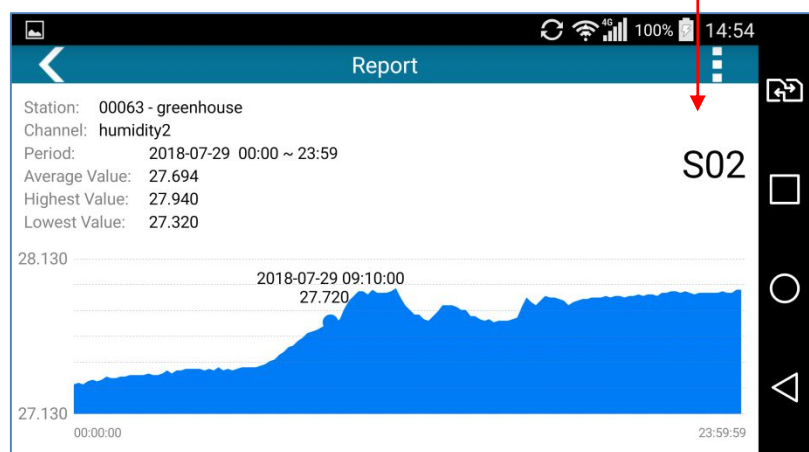 4G 100% 14:54
Report
Station: 00063 - greenhouse
Channel: humidity2
Period: 2018-07-29 00:00 ~ 23:59
Average Value: 27.694
Highest Value: 27.940
Lowest Value: 27.320
S02
28.130
2018-07-29 09:10:00
27.720
27.130
00:00:00 23:59:59